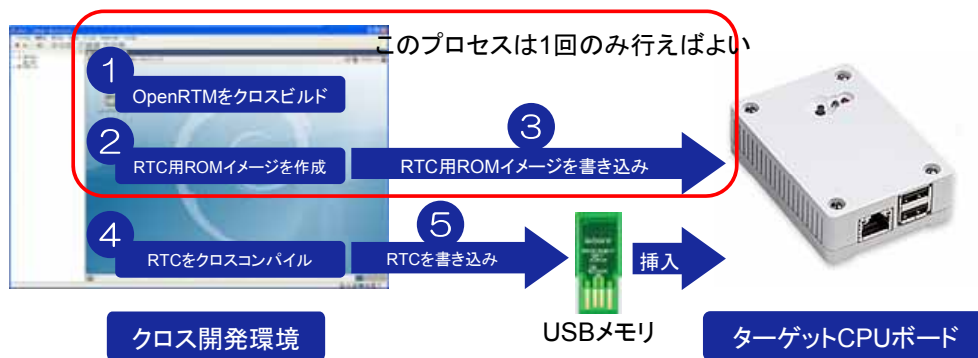 このプロセスは1回のみ行えばよい
1
OpenRTMをクロスビルド
2
RTC用ROMイメージを作成
3
RTC用ROMイメージを書き込み
4
RTCをクロスコンパイル
5
RTCを書き込み
SONY
挿入
USBメモリ
クロス開発環境
ターゲットCPUボード